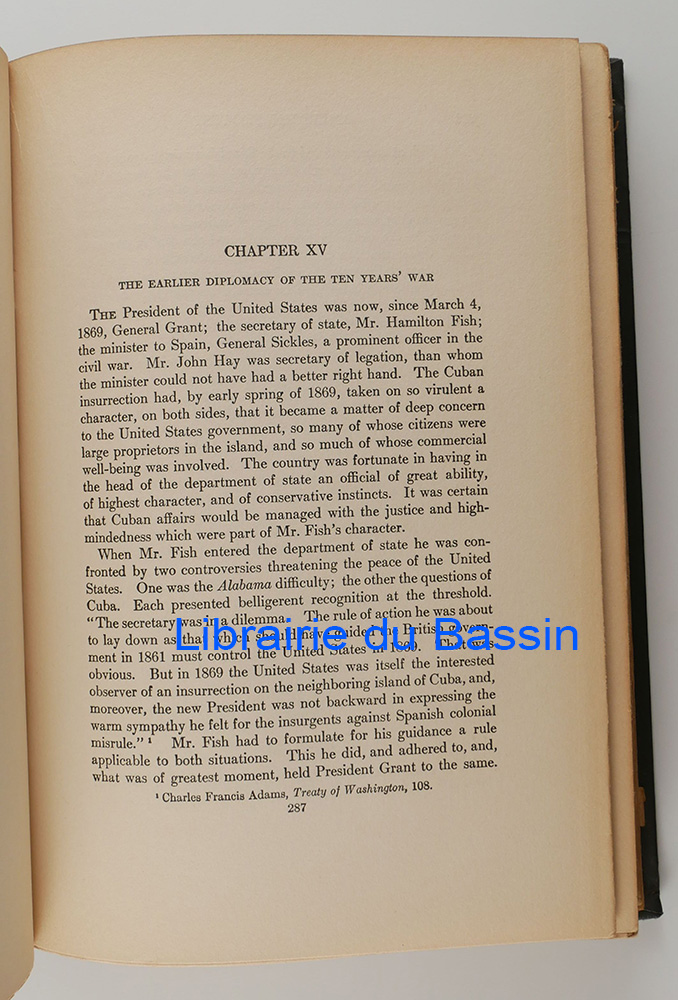 CHAPTER XV
THE EARLIER DIPLOMACY OF THE TEN YEARS' WAR
THE President of the United States was now, since March 4,
1869, General Grant; the secretary of state, Mr. Hamilton Fish;
the minister to Spain, General Sickles, a prominent officer in the
civil war. Mr. John Hay was secretary of legation, than whom
the minister could not have had a better right hand. The Cuban
insurrection had, by early spring of 1869, taken on so virulent a
character, on both sides, that it became a matter of deep concern
to the United States government, so many of whose citizens were
large proprietors in the island, and so much of whose commercial
well-being was involved. The country was fortunate in having in
the head of the department of state an official of great ability,
of highest character, and of conservative instincts. It was certain
that Cuban affairs would be managed with the justice and high-
mindedness which were part of Mr. Fish's character.
When Mr. Fish entered the department of state he was con-
fronted by two controversies threatening the peace of the United
States. One was the Alabama difficulty; the other the questions of
Cuba. Each presented belligerent recognition at the threshold.
"The secretary was in a dilemma. The rule of action he was about
to lay down as that which should have guided the British govern-
Librairie du Bassin
ment in 1861 must control the United States in 1869. That was
obvious. But in 1869 the United States was itself the interested
observer of an insurrection on the neighboring island of Cuba, and,
moreover, the new President was not backward in expressing the
warm sympathy he felt for the insurgents against Spanish colonial
misrule." ¹ Mr. Fish had to formulate for his guidance a rule
applicable to both situations. This he did, and adhered to, and,
what was of greatest moment, held President Grant to the same.
¹ Charles Francis Adams, Treaty of Washington, 108.
287